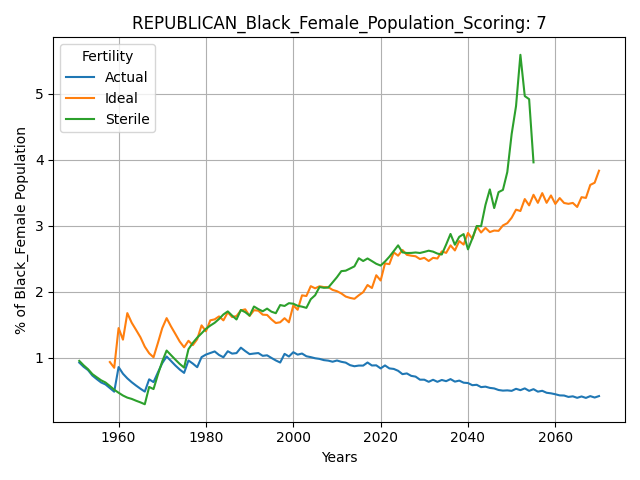 REPUBLICAN_Black_Female_Population_Scoring: 7
Fertility
Actual
Ideal
Sterile
% of Black_Female Population
5
4
3
2
1
1960 1980 2000 2020 2040 2060
Years